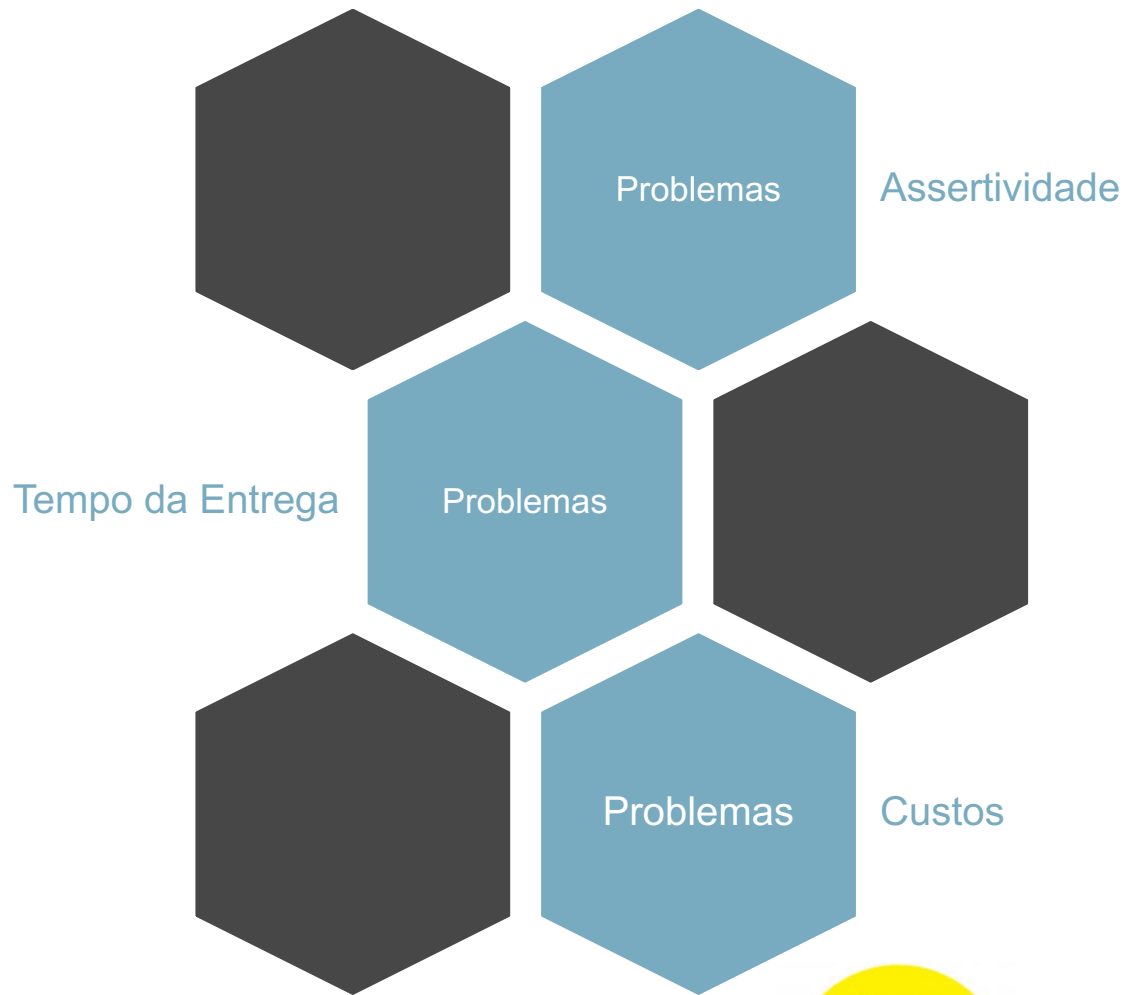 Problemas
Assertividade
Tempo da Entrega
Problemas
Problemas
Custos